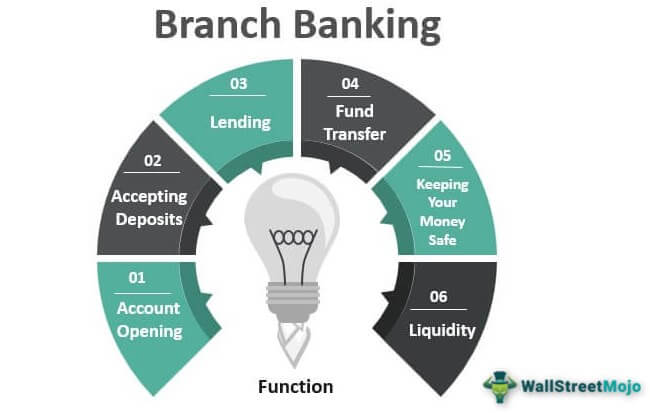 Branch Banking
01
Account
Opening
02
Accepting
Deposits
03
Lending
04
Fund
Transfer
05
Keeping
Your
Money
Safe
06
Liquidity
Function
WallStreetMojo